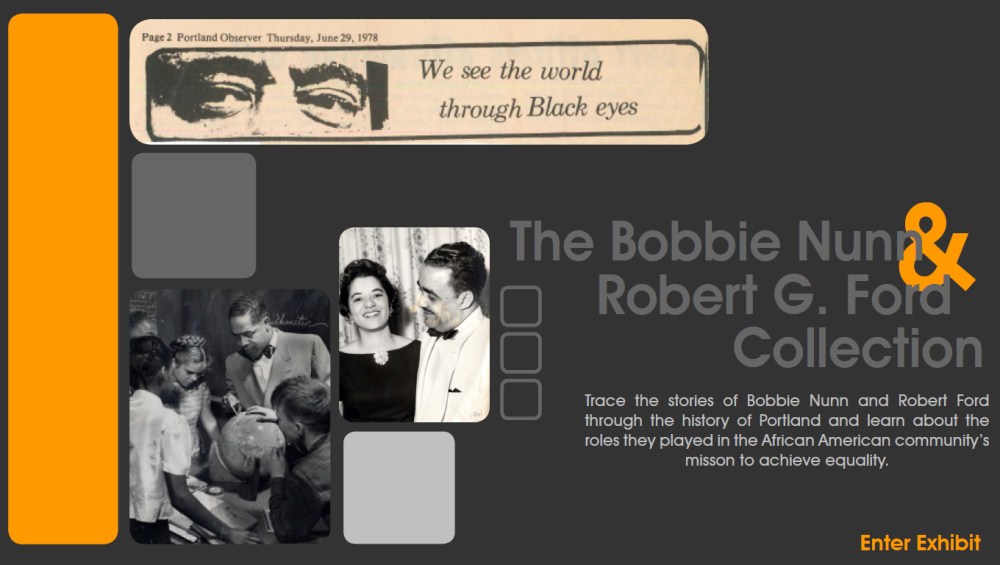 Page 2 Portland Observer Thursday, June 29, 1978
We see the world
through Black eyes
The Bobbie Nunn &
Robert G. Ford
Collection
Trace the stories of Bobbie Nunn and Robert Ford
through the history of Portland and learn about the
roles they played in the African American community's
misson to achieve equality.
Enter Exhibit